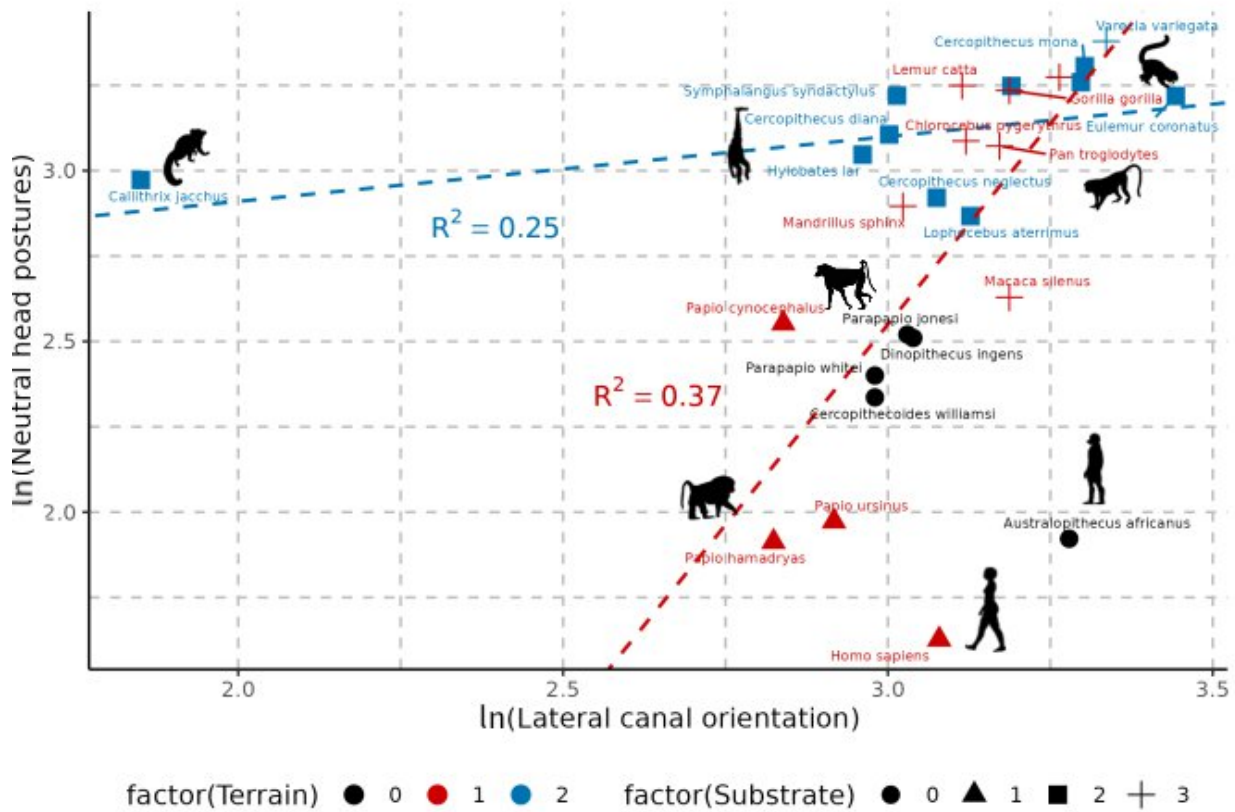 Varecia variegata
Cercopithecus mona
Lemur catta
Symphalangus syndactylus
Gorilla gorilla
Cercopithecus diana
Chlorocebus pygerythrus
Eulemur coronatus
Pan troglodytes
3.0
Hylobates lar
Cercopithecus neglectus
Callithrix jacchus
R² = 0.25
Mandrillus sphinx
Lophocebus aterrimus
ln(Neutral head postures)
Macaca silenus
Papio cynocephalus
Parapapio jonesi
2.5
Dinopithecus ingens
Parapapio whitei
R² = 0.37
Cercopithecoides williamsi
2.0
Papio ursinus
Australopithecus africanus
Papio hamadryas
Homo sapiens
2.0 2.5 3.0 3.5
ln(Lateral canal orientation)
factor(Terrain) 0 1 2 factor(Substrate) 0 1 2 3